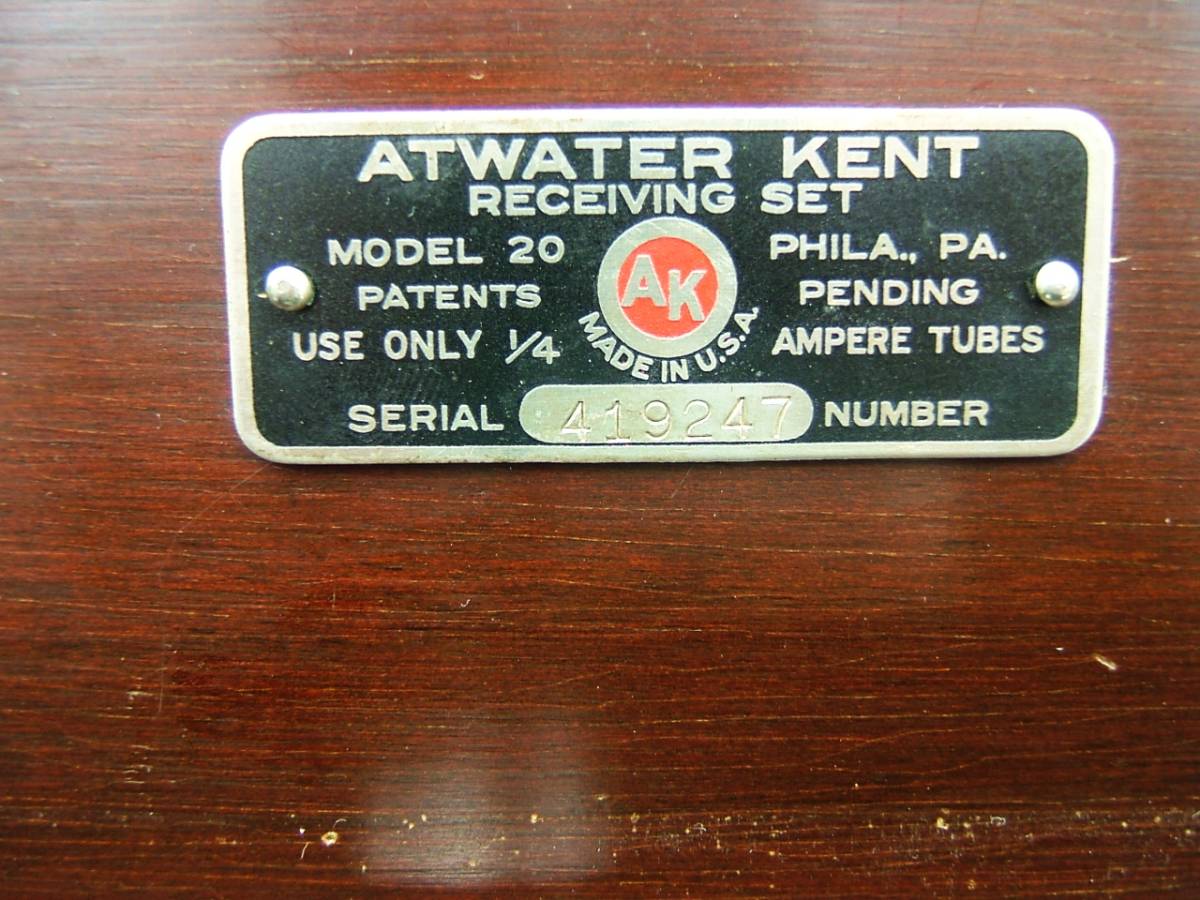 ATWATER KENT
RECEIVING SET
MODEL 20 PHILA., PA.
PATENTS AK PENDING
USE ONLY 1/4 AMPERE TUBES
MADE IN U.S.A.
SERIAL 419247 NUMBER